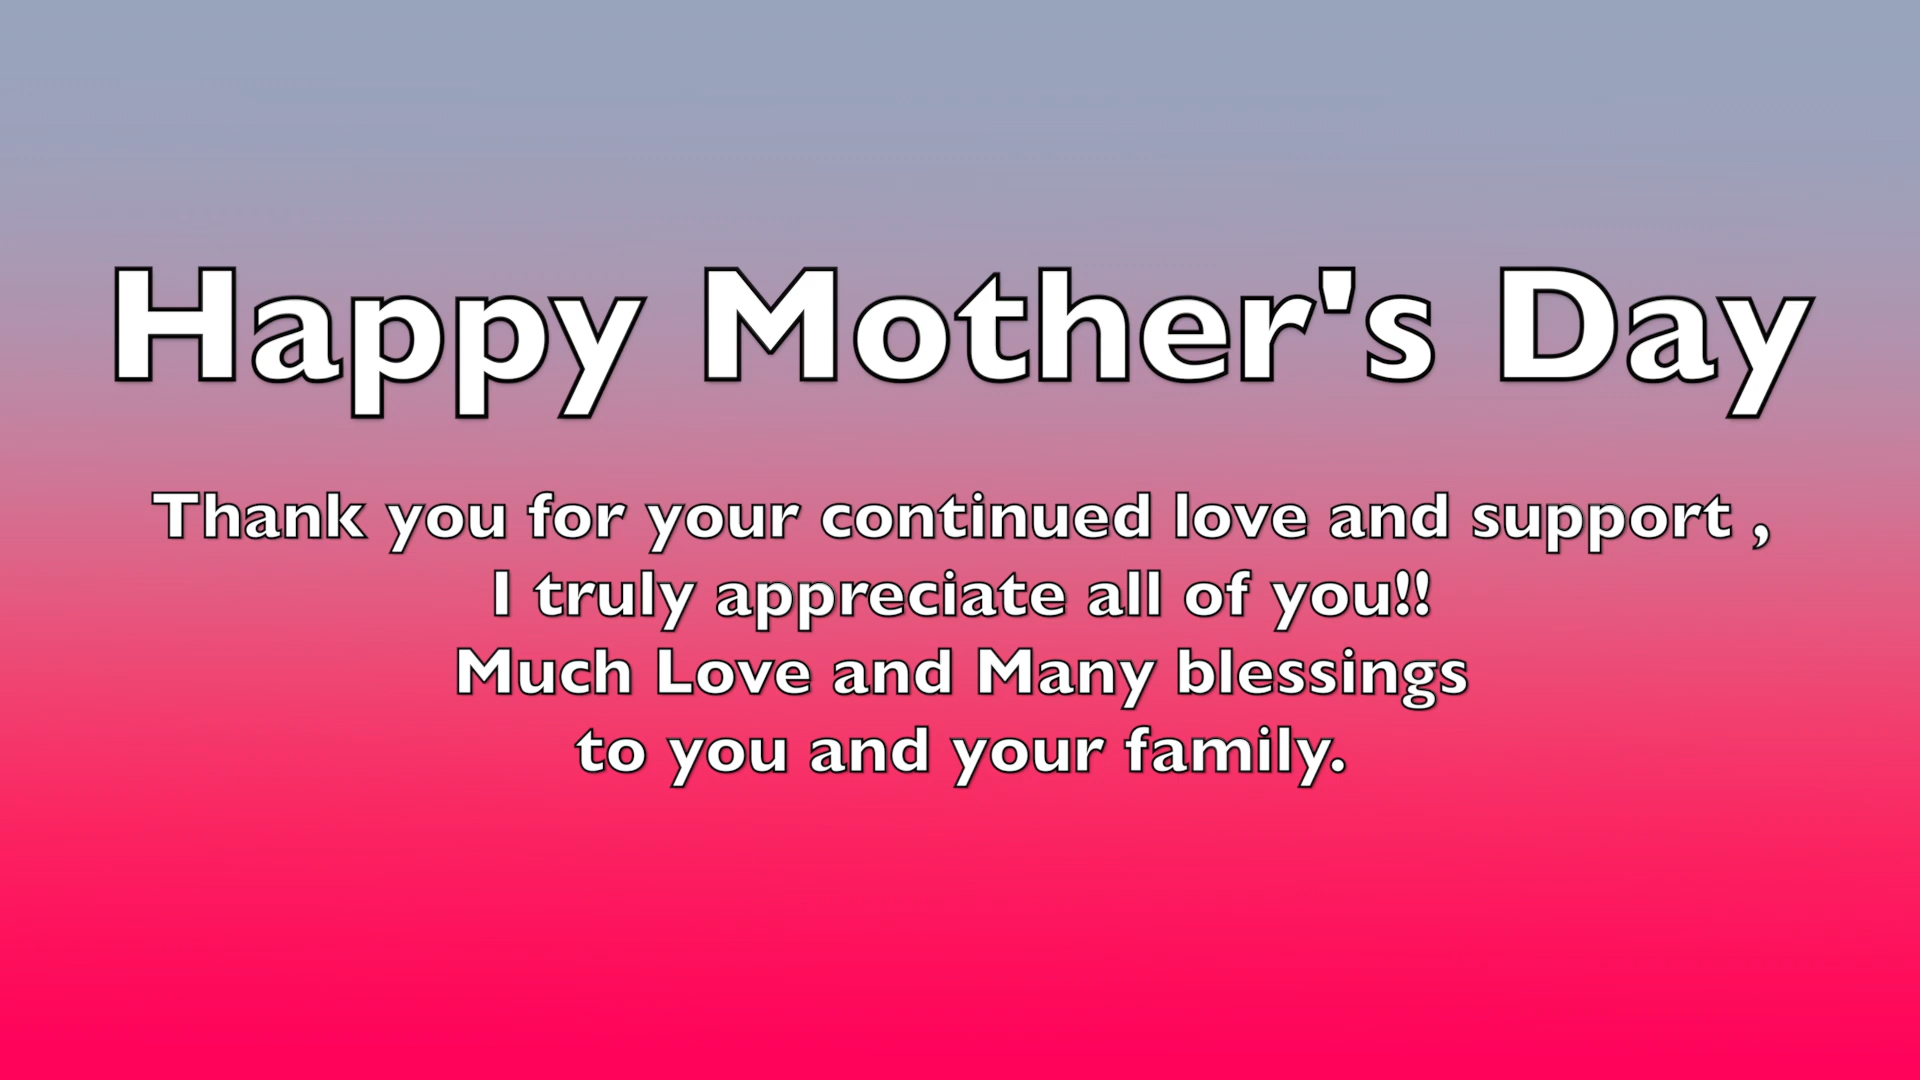 Happy Mother's Day
Thank you for your continued love and support ,
I truly appreciate all of you!!
Much Love and Many blessings
to you and your family.